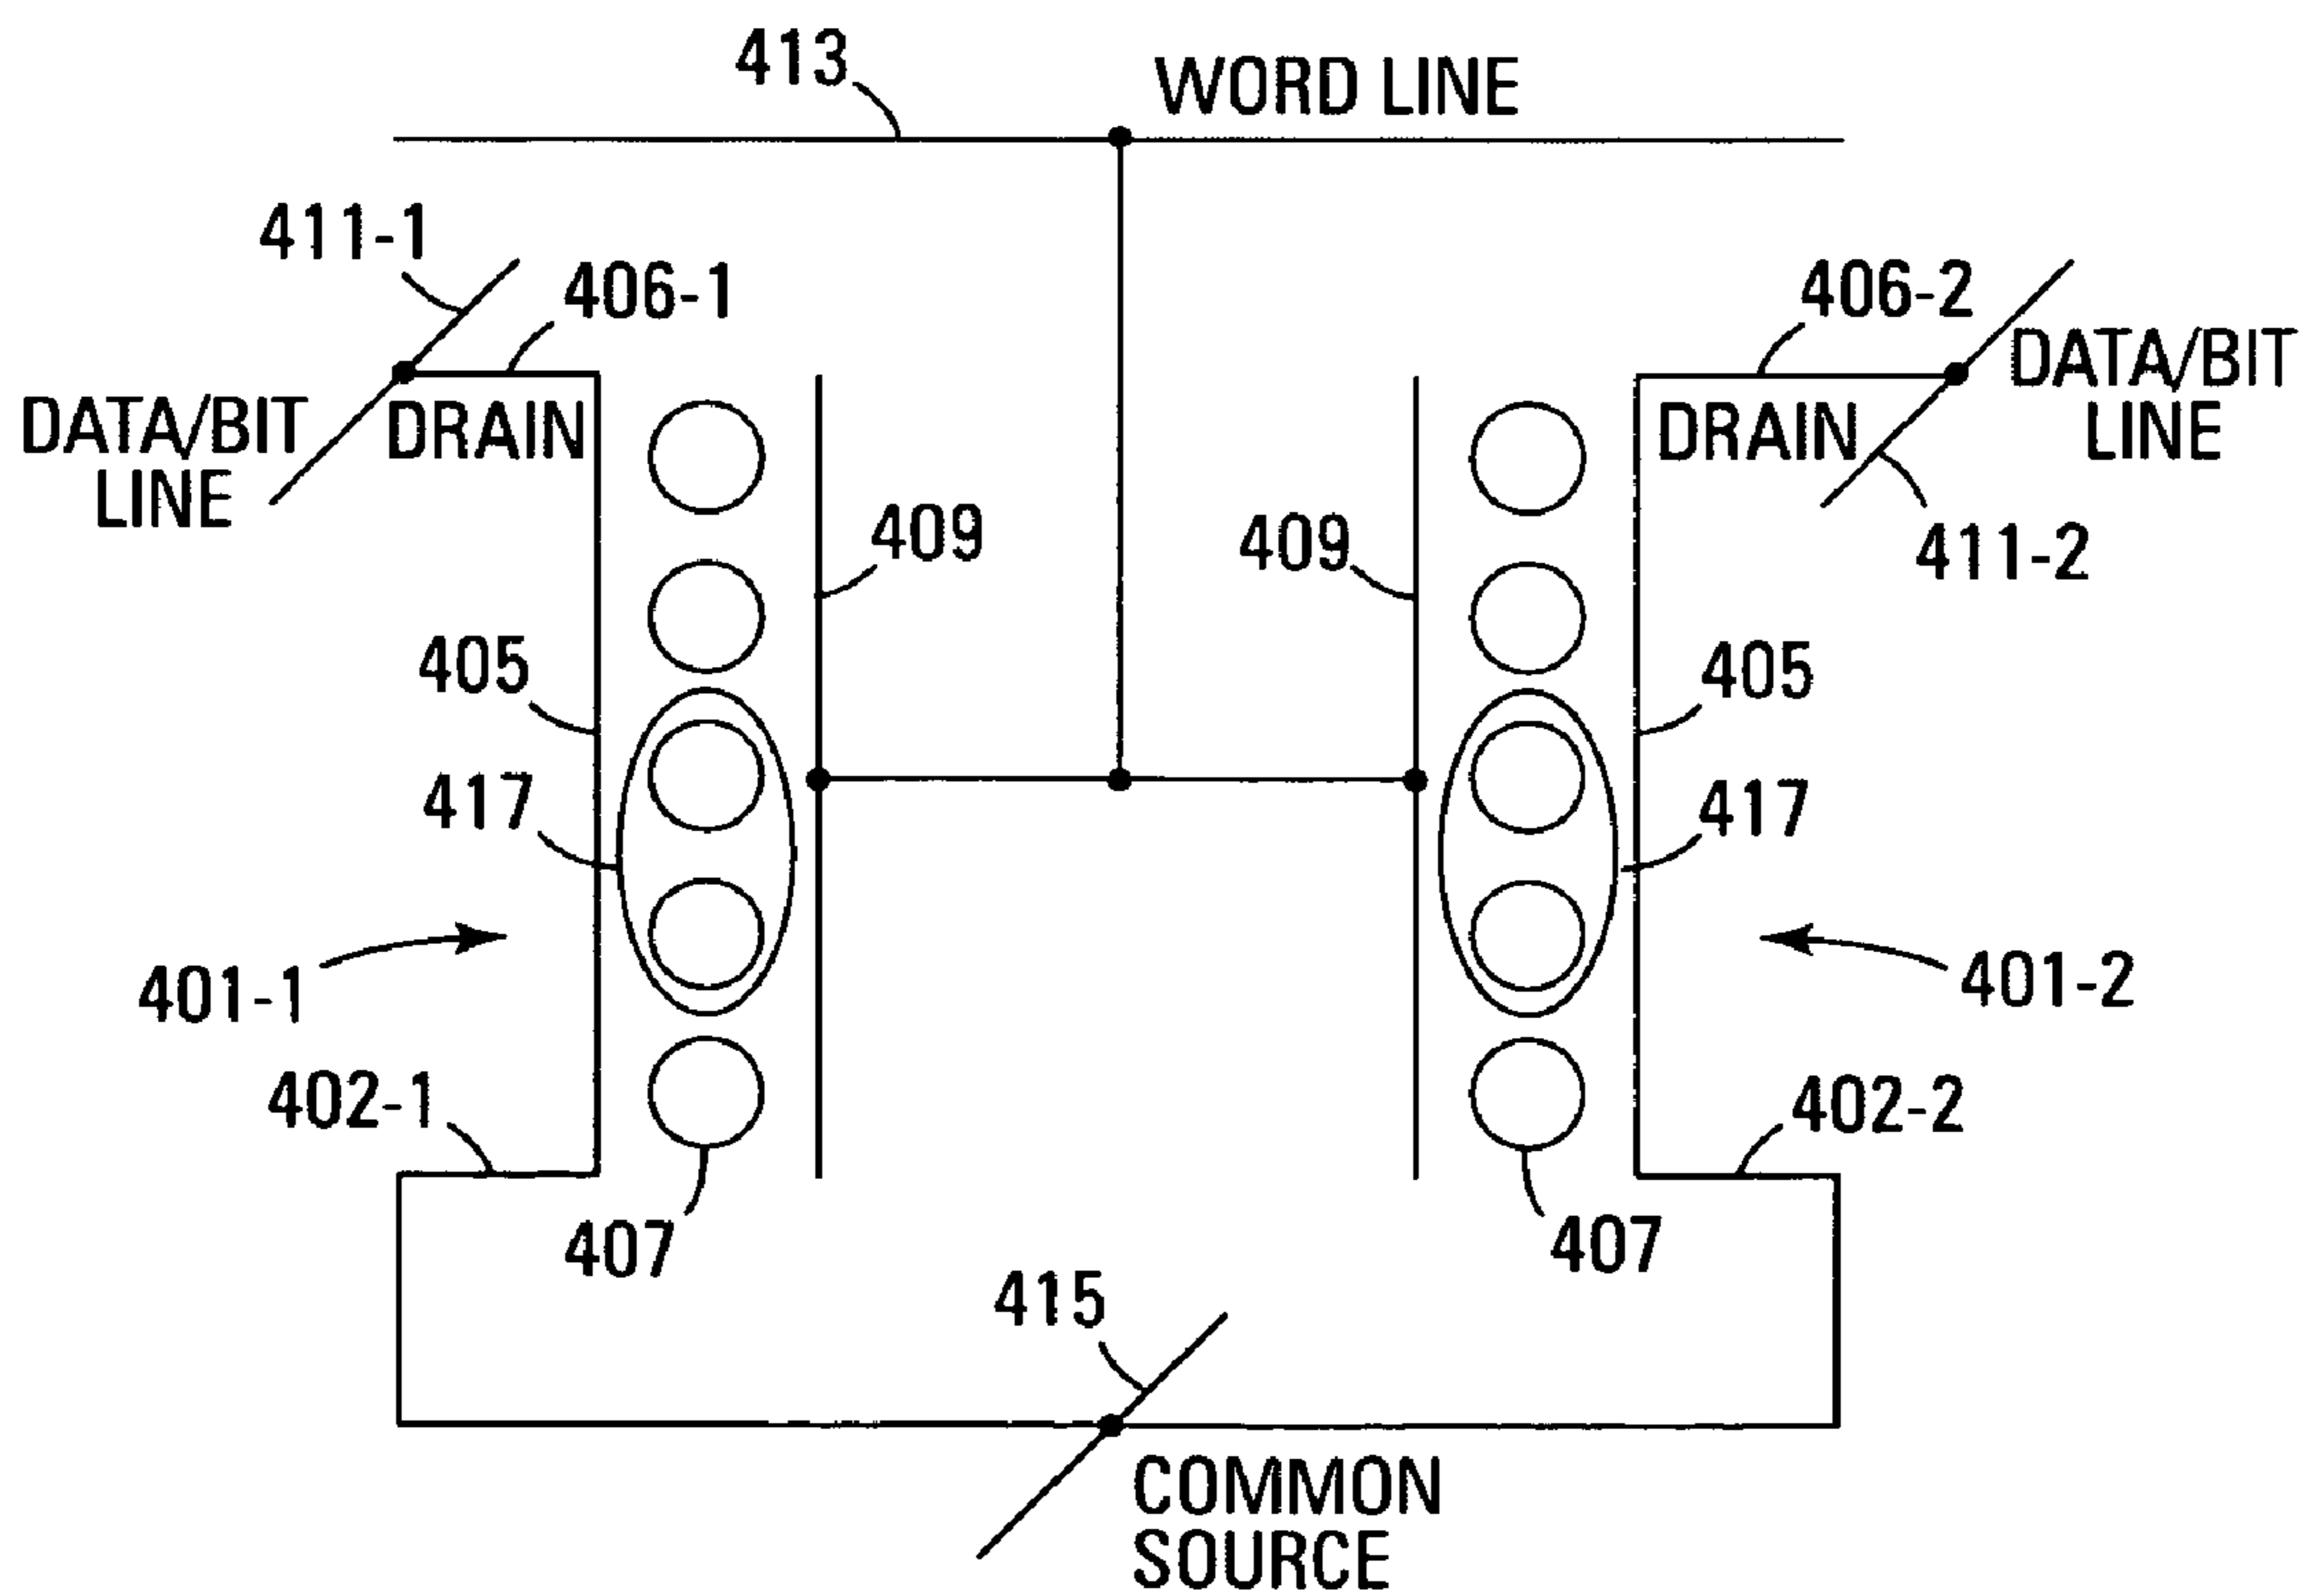 413
WORD LINE
411-1
406-1
406-2
DATA/BIT
LINE
DRAIN
DRAIN
DATA/BIT
LINE
409
409
411-2
405
405
417
417
401-1
401-2
402-1
402-2
407
407
415
COMMON
SOURCE